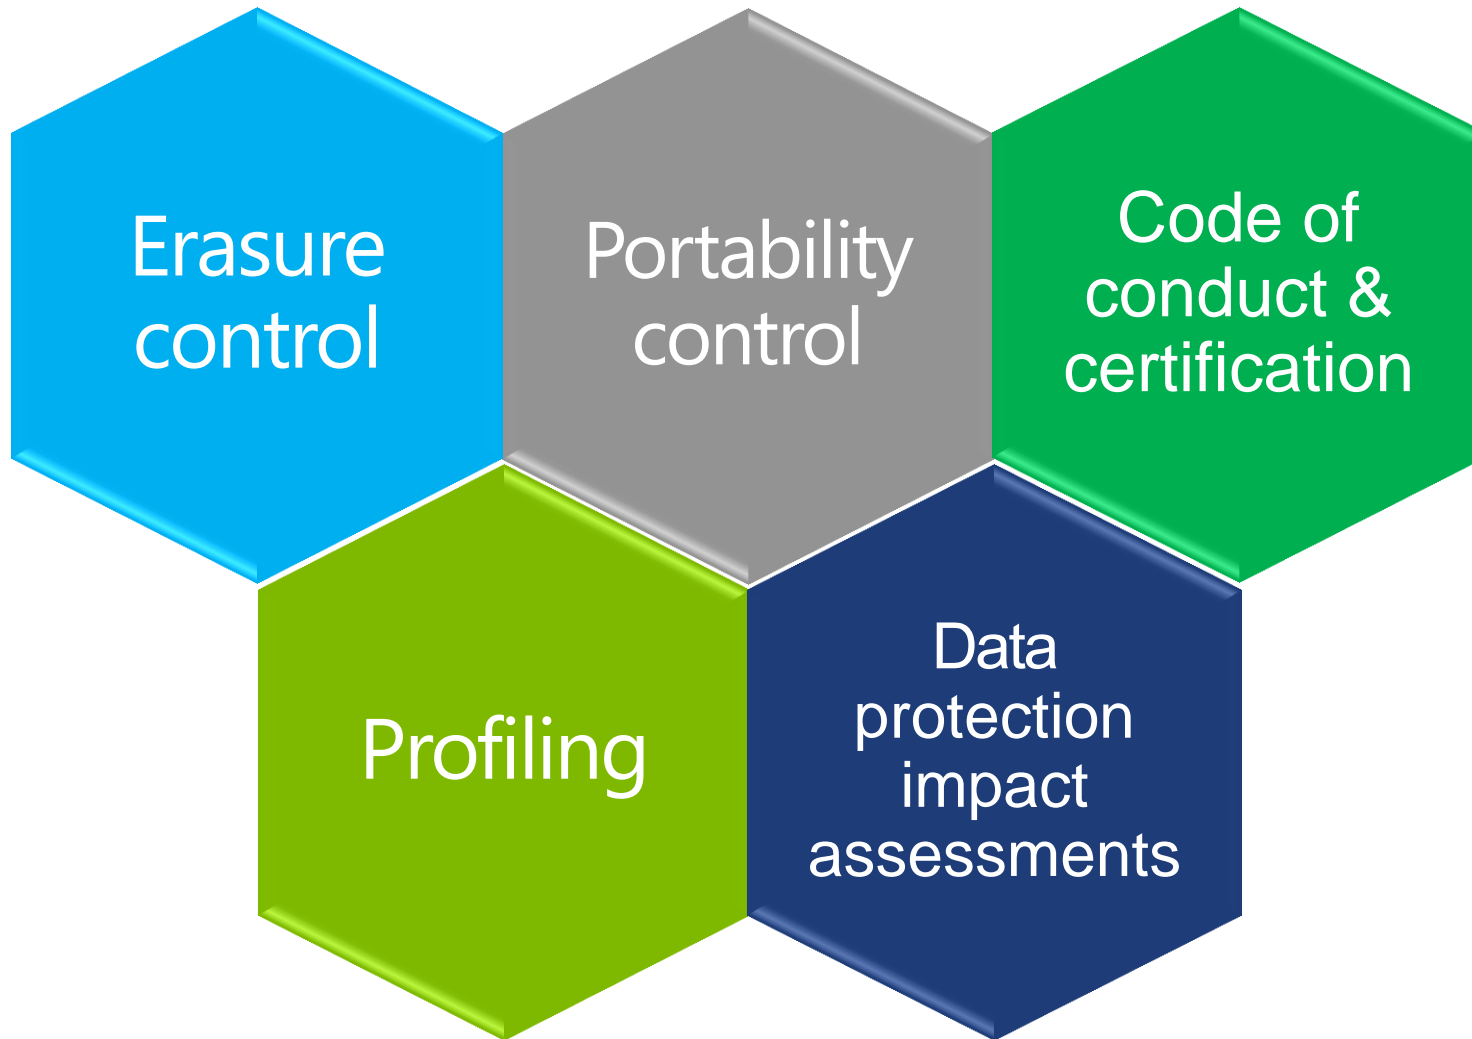 Erasure
control
Portability
control
Code of
conduct &
certification
Profiling
Data
protection
impact
assessments